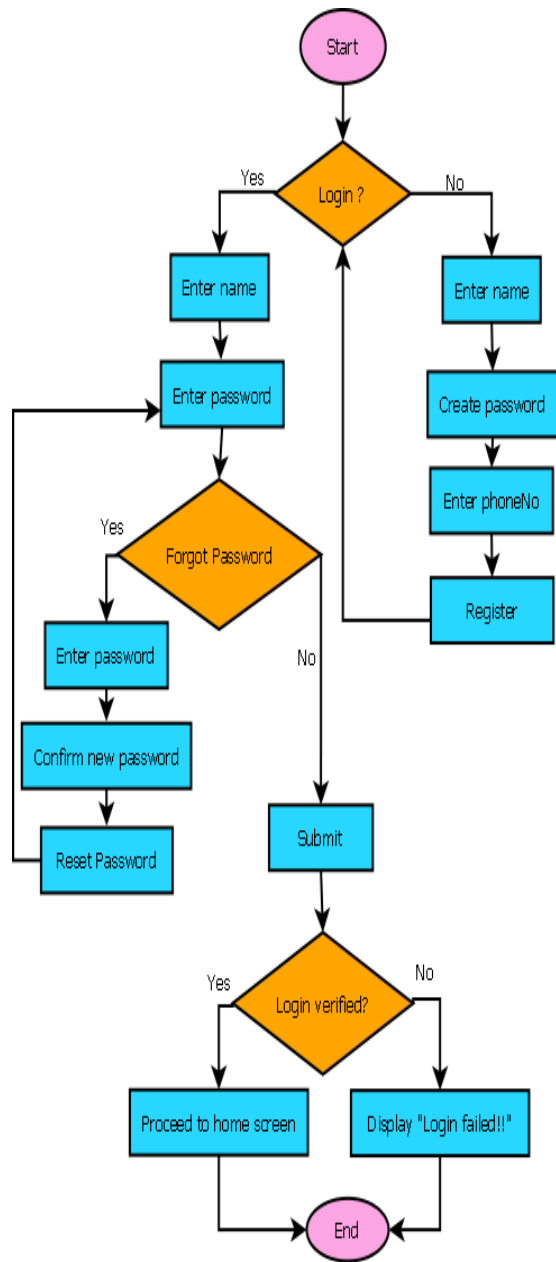 Start
Login ?
Yes
No
Enter name
Enter name
Enter password
Create password
Enter phoneNo
Register
Forgot Password
Yes
No
Enter password
Confirm new password
Reset Password
Submit
Login verified?
Yes
No
Proceed to home screen
Display "Login failed!!"
End